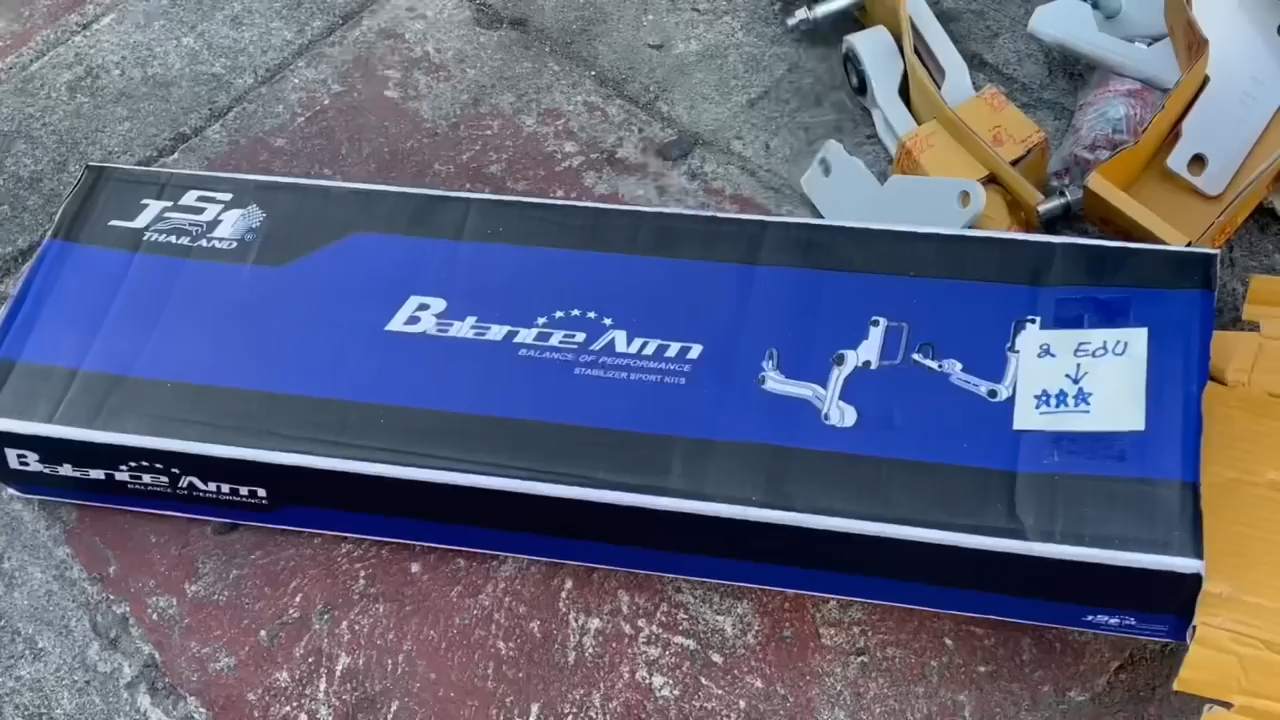 JS1
THAILAND ®
Balance Arm
BALANCE OF PERFORMANCE
STABILIZER SPORT KITS
2 EdU
Balance Arm
BALANCE OF PERFORMANCE